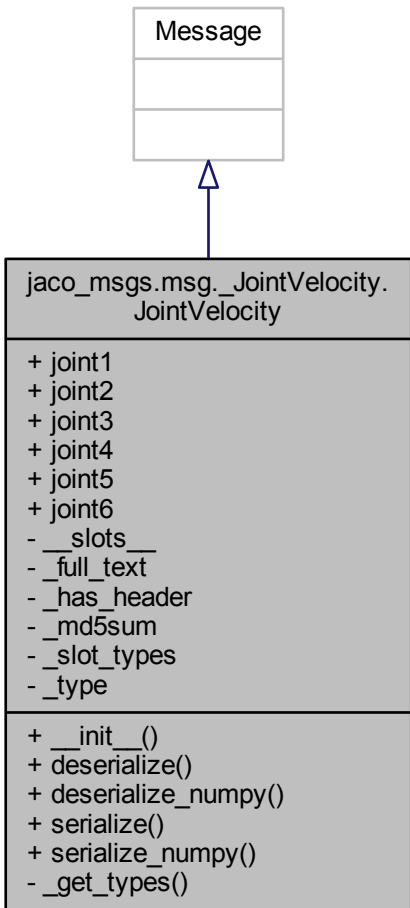 Message
jaco_msgs.msg._JointVelocity.
JointVelocity
+ joint1
+ joint2
+ joint3
+ joint4
+ joint5
+ joint6
- __slots__
- _full_text
- _has_header
- _md5sum
- _slot_types
- _type
+ __init__()
+ deserialize()
+ deserialize_numpy()
+ serialize()
+ serialize_numpy()
- _get_types()